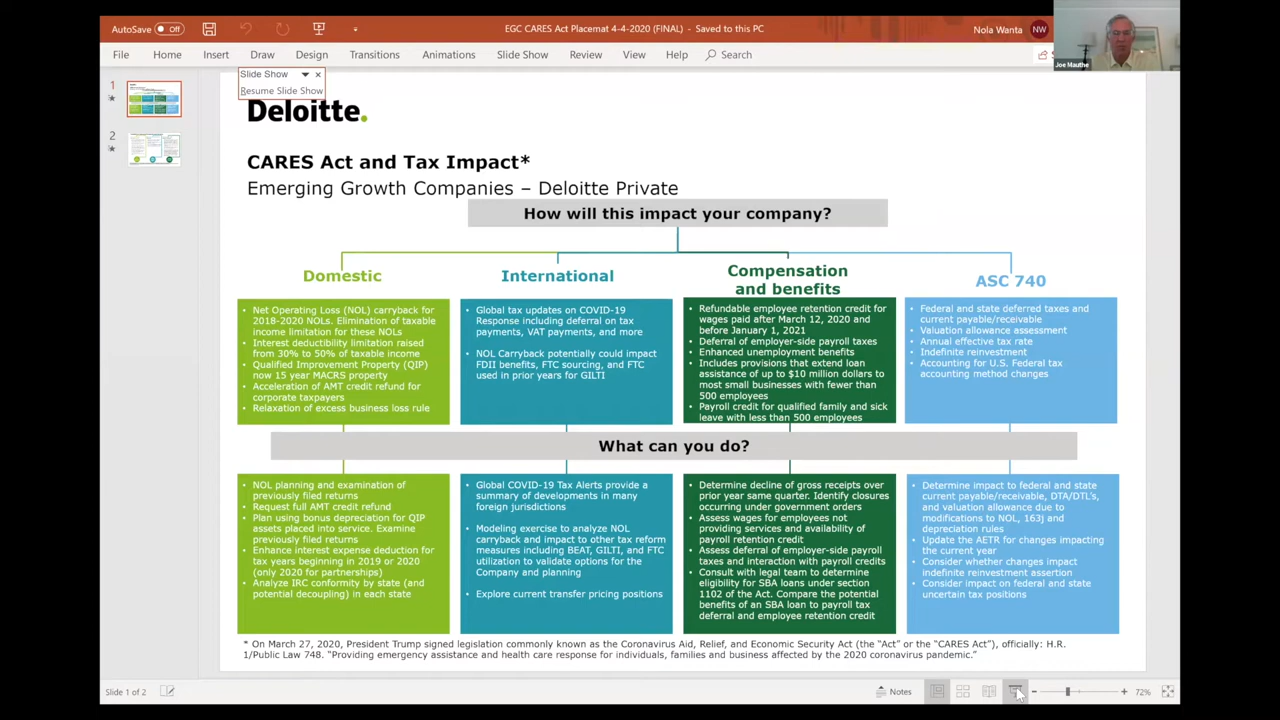 AutoSave Off
EGC CARES Act Placemat 4-4-2020 (FINAL) - Saved to this PC
Nola Wanta NW
Joe Mauthe
File Home Insert Draw Design Transitions Animations Slide Show Review View Help Search
Slide Show
Resume Slide Show
1
2
Deloitte.
CARES Act and Tax Impact*
Emerging Growth Companies – Deloitte Private
How will this impact your company?
Domestic
• Net Operating Loss (NOL) carryback for
2018-2020 NOLs. Elimination of taxable
income limitation for these NOLs
• Interest deductibility limitation raised
from 30% to 50% of taxable income
• Qualified Improvement Property (QIP)
now 15 year MACRS property
• Acceleration of AMT credit refund for
corporate taxpayers
• Relaxation of excess business loss rule
International
• Global tax updates on COVID-19
Response including deferral on tax
payments, VAT payments, and more
• NOL Carryback potentially could impact
FDII benefits, FTC sourcing, and FTC
used in prior years for GILTI
Compensation
and benefits
• Refundable employee retention credit for
wages paid after March 12, 2020 and
before January 1, 2021
• Deferral of employer-side payroll taxes
• Enhanced unemployment benefits
• Includes provisions that extend loan
assistance of up to $10 million dollars to
most small businesses with fewer than
500 employees
• Payroll credit for qualified family and sick
leave with less than 500 employees
ASC 740
• Federal and state deferred taxes and
current payable/receivable
• Valuation allowance assessment
• Annual effective tax rate
• Indefinite reinvestment
• Accounting for U.S. Federal tax
accounting method changes
What can you do?
• NOL planning and examination of
previously filed returns
• Request full AMT credit refund
• Plan using bonus depreciation for QIP
assets placed into service. Examine
previously filed returns
• Enhance interest expense deduction for
tax years beginning in 2019 or 2020
(only 2020 for partnerships)
• Analyze IRC conformity by state (and
potential decoupling) in each state
• Global COVID-19 Tax Alerts provide a
summary of developments in many
foreign jurisdictions
• Modeling exercise to analyze NOL
carryback and impact to other tax reform
measures including BEAT, GILTI, and FTC
utilization to validate options for the
Company and planning
• Explore current transfer pricing positions
• Determine decline of gross receipts over
prior year same quarter. Identify closures
occurring under government orders
• Assess wages for employees not
providing services and availability of
payroll retention credit
• Assess deferral of employer-side payroll
taxes and interaction with payroll credits
• Consult with legal team to determine
eligibility for SBA loans under section
1102 of the Act. Compare the potential
benefits of an SBA loan to payroll tax
deferral and employee retention credit
• Determine impact to federal and state
current payable/receivable, DTA/DTL's,
and valuation allowance due to
modifications to NOL, 163j and
depreciation rules
• Update the AETR for changes impacting
the current year
• Consider whether changes impact
indefinite reinvestment assertion
• Consider impact on federal and state
uncertain tax positions
* On March 27, 2020, President Trump signed legislation commonly known as the Coronavirus Aid, Relief, and Economic Security Act (the “Act” or the “CARES Act”), officially: H.R.
1/Public Law 748. “Providing emergency assistance and health care response for individuals, families and business affected by the 2020 coronavirus pandemic.”
Slide 1 of 2
Notes
72%